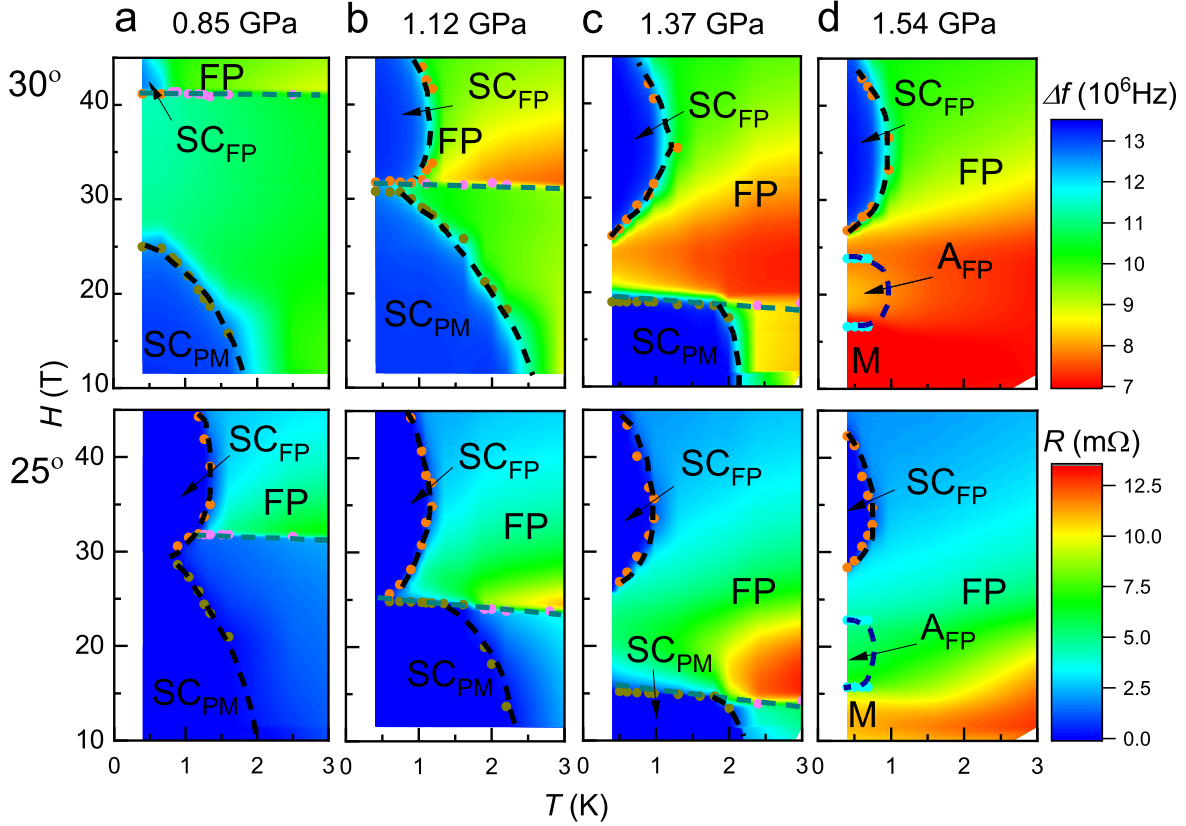 a 0.85 GPa b 1.12 GPa c 1.37 GPa d 1.54 GPa
30°
FP
SC_FP
SC_FP
FP
SC_FP
FP
SC_FP
FP
SC_PM
SC_PM
SC_PM
A_FP
M
40
30
20
10
Δf (10⁶Hz)
13
12
11
10
9
8
7
H (T)
25°
SC_FP
FP
SC_FP
FP
SC_FP
FP
SC_FP
FP
SC_PM
SC_PM
SC_PM
A_FP
M
40
30
20
10
R (mΩ)
12.5
10.0
7.5
5.0
2.5
0.0
0 1 2 3 0 1 2 3 0 1 2 3 0 1 2 3
T (K)